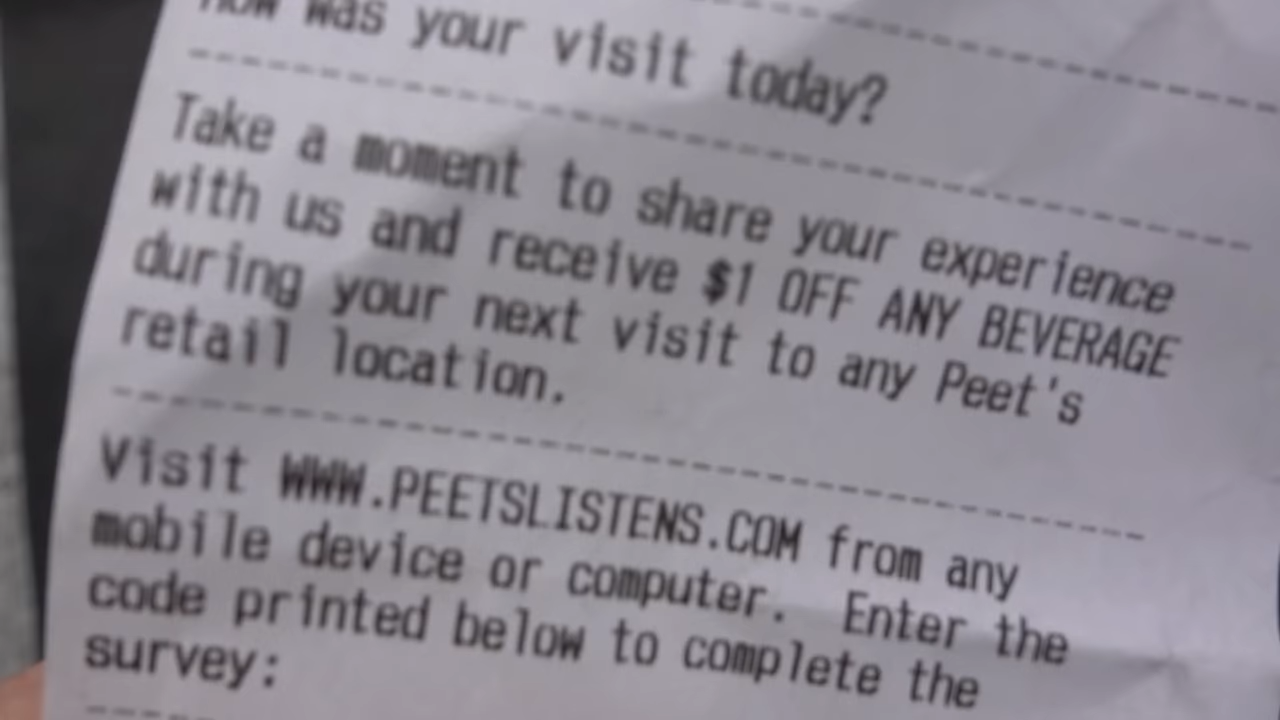 How was your visit today?
Take a moment to share your experience
with us and receive $1 OFF ANY BEVERAGE
during your next visit to any Peet's
retail location.
Visit WWW.PEETSLISTENS.COM from any
mobile device or computer. Enter the
code printed below to complete the
survey: